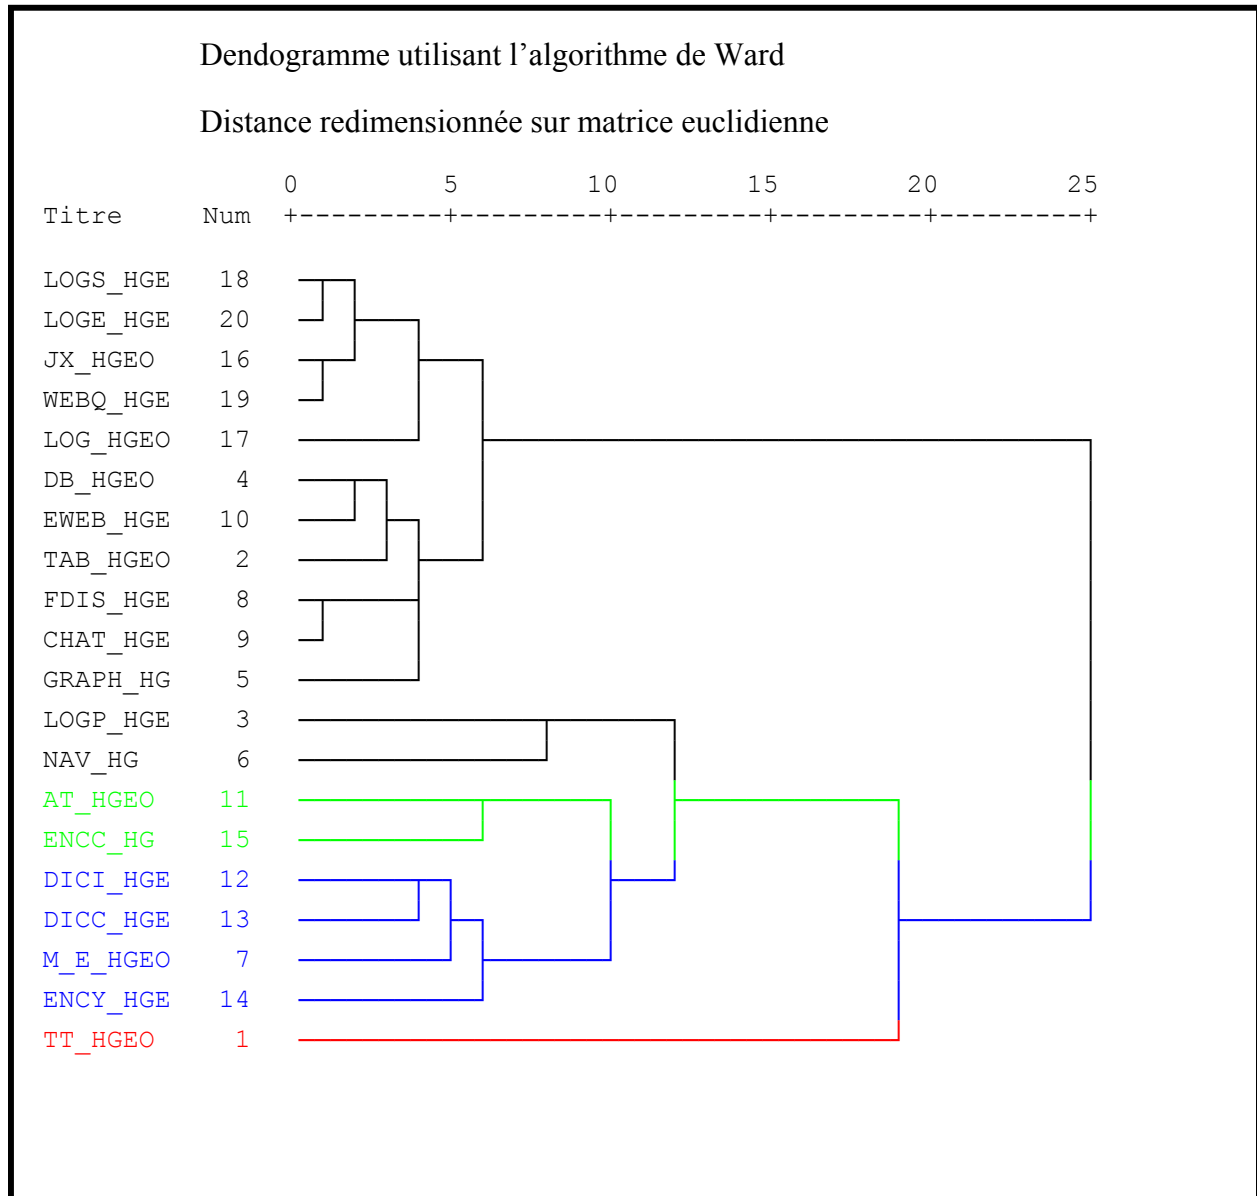 Dendogramme utilisant l’algorithme de Ward
Distance redimensionnée sur matrice euclidienne
0 5 10 15 20 25
Titre Num +---------+---------+---------+---------+---------+
LOGS_HGE 18
LOGE_HGE 20
JX_HGEO 16
WEBQ_HGE 19
LOG_HGEO 17
DB_HGEO 4
EWEB_HGE 10
TAB_HGEO 2
FDIS_HGE 8
CHAT_HGE 9
GRAPH_HG 5
LOGP_HGE 3
NAV_HG 6
AT_HGEO 11
ENCC_HG 15
DICI_HGE 12
DICC_HGE 13
M_E_HGEO 7
ENCY_HGE 14
TT_HGEO 1